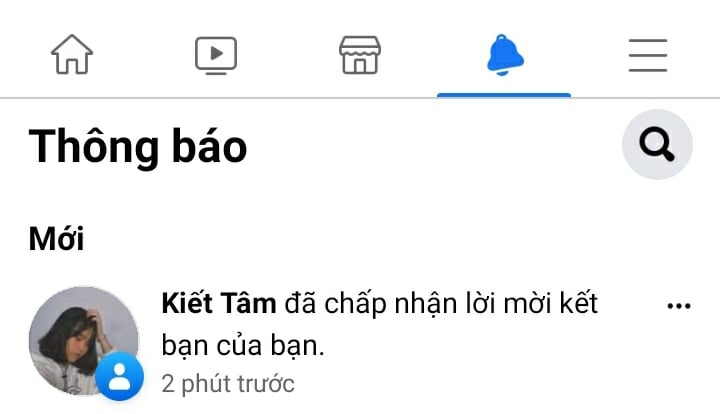 Thông báo
Mới
Kiết Tâm đã chấp nhận lời mời kết
bạn của bạn.
2 phút trước